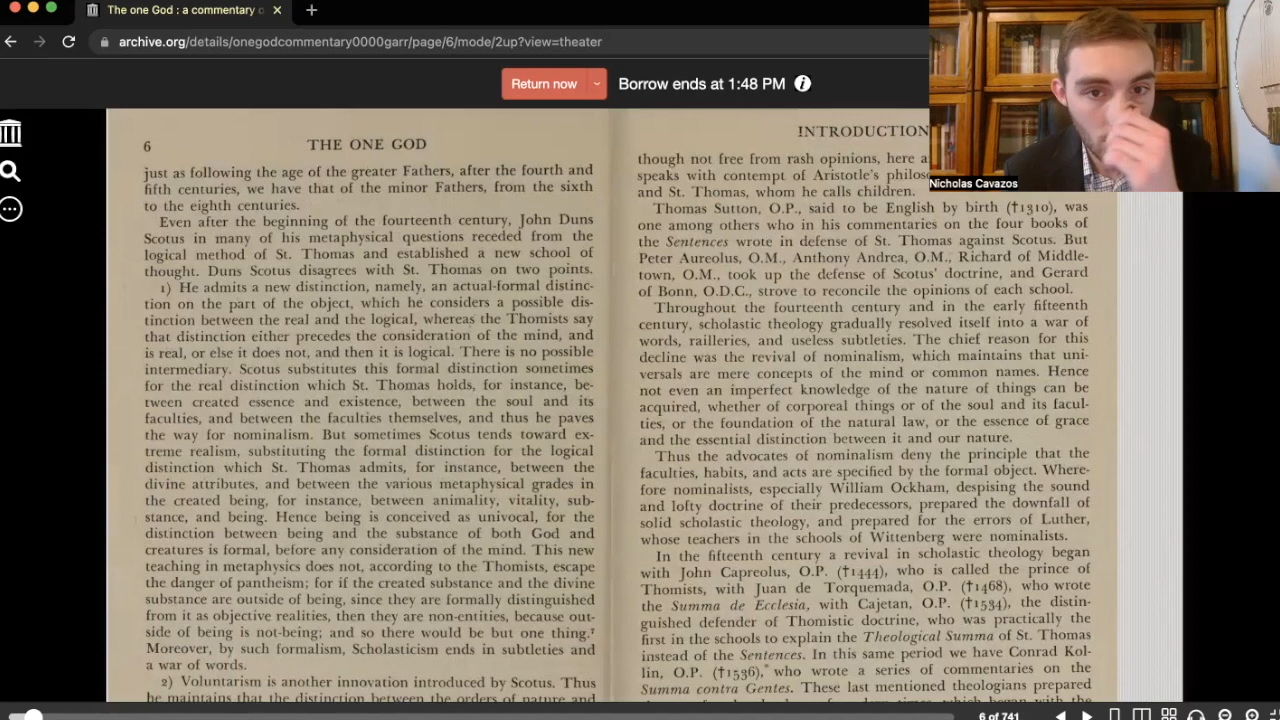 The one God : a commentary o
archive.org/details/onegodcommentary0000garr/page/6/mode/2up?view=theater
Return now
Borrow ends at 1:48 PM
Nicholas Cavazos
6
THE ONE GOD
just as following the age of the greater Fathers, after the fourth and
fifth centuries, we have that of the minor Fathers, from the sixth
to the eighth centuries.
Even after the beginning of the fourteenth century, John Duns
Scotus in many of his metaphysical questions receded from the
logical method of St. Thomas and established a new school of
thought. Duns Scotus disagrees with St. Thomas on two points.
1) He admits a new distinction, namely, an actual-formal distinc-
tion on the part of the object, which he considers a possible dis-
tinction between the real and the logical, whereas the Thomists say
that distinction either precedes the consideration of the mind, and
is real, or else it does not, and then it is logical. There is no possible
intermediary. Scotus substitutes this formal distinction sometimes
for the real distinction which St. Thomas holds, for instance, be-
tween created essence and existence, between the soul and its
faculties, and between the faculties themselves, and thus he paves
the way for nominalism. But sometimes Scotus tends toward ex-
treme realism, substituting the formal distinction for the logical
distinction which St. Thomas admits, for instance, between the
divine attributes, and between the various metaphysical grades in
the created being, for instance, between animality, vitality, sub-
stance, and being. Hence being is conceived as univocal, for the
distinction between being and the substance of both God and
creatures is formal, before any consideration of the mind. This new
teaching in metaphysics does not, according to the Thomists, escape
the danger of pantheism; for if the created substance and the divine
substance are outside of being, since they are formally distinguished
from it as objective realities, then they are non-entities, because out-
side of being is not-being; and so there would be but one thing.⁷
Moreover, by such formalism, Scholasticism ends in subtleties and
a war of words.
2) Voluntarism is another innovation introduced by Scotus. Thus
he maintains that the distinction between the orders of nature and
INTRODUCTION
though not free from rash opinions, here a
speaks with contempt of Aristotle's philos
and St. Thomas, whom he calls children.
Thomas Sutton, O.P., said to be English by birth (†1310), was
one among others who in his commentaries on the four books of
the Sentences wrote in defense of St. Thomas against Scotus. But
Peter Aureolus, O.M., Anthony Andrea, O.M., Richard of Middle-
town, O.M., took up the defense of Scotus' doctrine, and Gerard
of Bonn, O.D.C., strove to reconcile the opinions of each school.
Throughout the fourteenth century and in the early fifteenth
century, scholastic theology gradually resolved itself into a war of
words, railleries, and useless subtleties. The chief reason for this
decline was the revival of nominalism, which maintains that uni-
versals are mere concepts of the mind or common names. Hence
not even an imperfect knowledge of the nature of things can be
acquired, whether of corporeal things or of the soul and its facul-
ties, or the foundation of the natural law, or the essence of grace
and the essential distinction between it and our nature.
Thus the advocates of nominalism deny the principle that the
faculties, habits, and acts are specified by the formal object. Where-
fore nominalists, especially William Ockham, despising the sound
and lofty doctrine of their predecessors, prepared the downfall of
solid scholastic theology, and prepared for the errors of Luther,
whose teachers in the schools of Wittenberg were nominalists.
In the fifteenth century a revival in scholastic theology began
with John Capreolus, O.P. (†1444), who is called the prince of
Thomists, with Juan de Torquemada, O.P. (†1468), who wrote
the Summa de Ecclesia, with Cajetan, O.P. (†1534), the distin-
guished defender of Thomistic doctrine, who was practically the
first in the schools to explain the Theological Summa of St. Thomas
instead of the Sentences. In this same period we have Conrad Kol-
lin, O.P. (†1536), who wrote a series of commentaries on the
Summa contra Gentes. These last mentioned theologians prepared
6 of 741